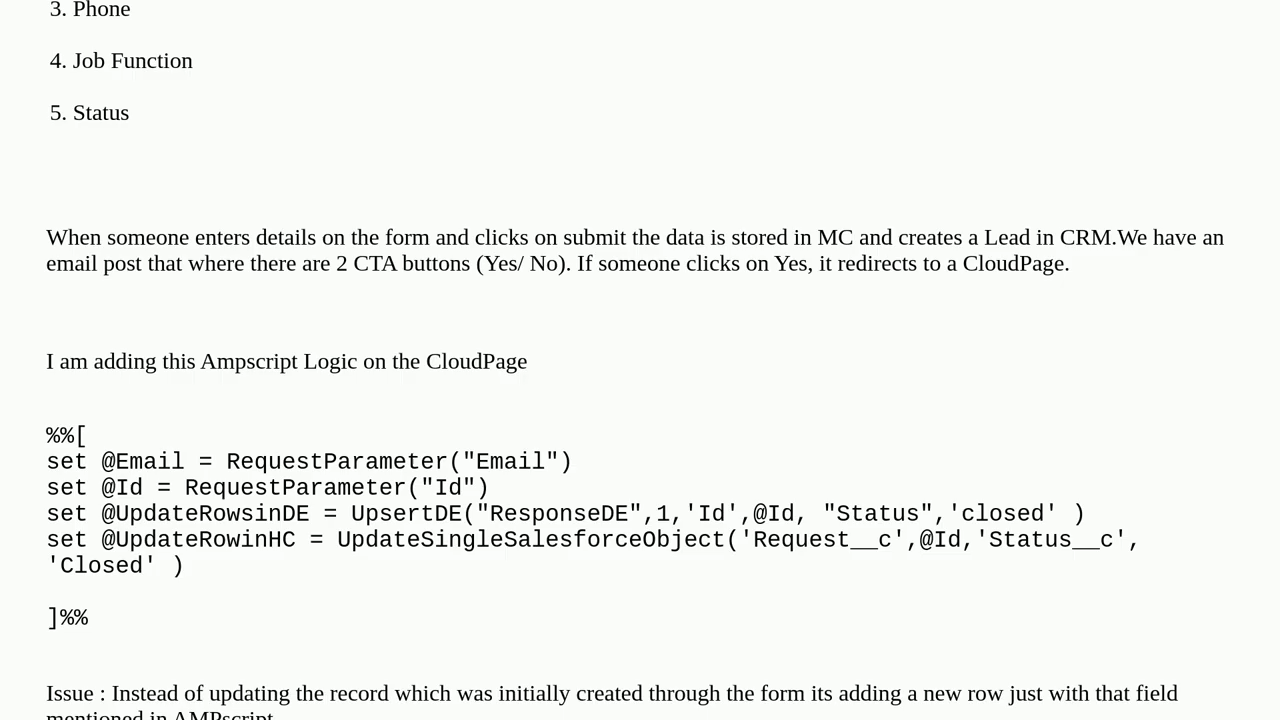 3. Phone
4. Job Function
5. Status
When someone enters details on the form and clicks on submit the data is stored in MC and creates a Lead in CRM.We have an
email post that where there are 2 CTA buttons (Yes/ No). If someone clicks on Yes, it redirects to a CloudPage.
I am adding this Ampscript Logic on the CloudPage
%%[
set @Email = RequestParameter("Email")
set @Id = RequestParameter("Id")
set @UpdateRowsinDE = UpsertDE("ResponseDE",1,'Id',@Id, "Status",'closed' )
set @UpdateRowinHC = UpdateSingleSalesforceObject('Request__c',@Id,'Status__c',
'Closed' )
]%%
Issue : Instead of updating the record which was initially created through the form its adding a new row just with that field
mentioned in AMPscript